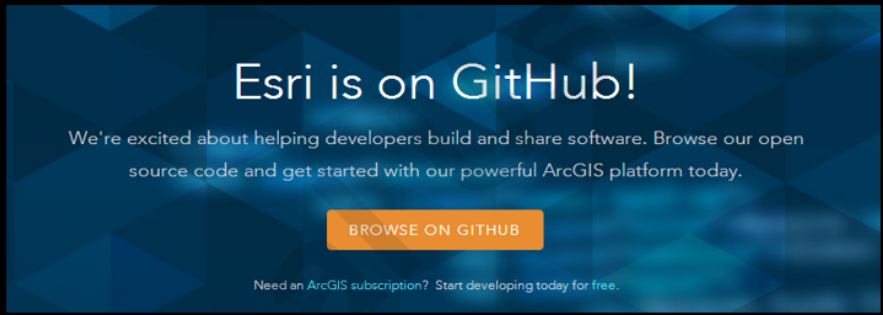 Esri is on GitHub!
We're excited about helping developers build and share software. Browse our open
source code and get started with our powerful ArcGIS platform today.
BROWSE ON GITHUB
Need an ArcGIS subscription? Start developing today for free.